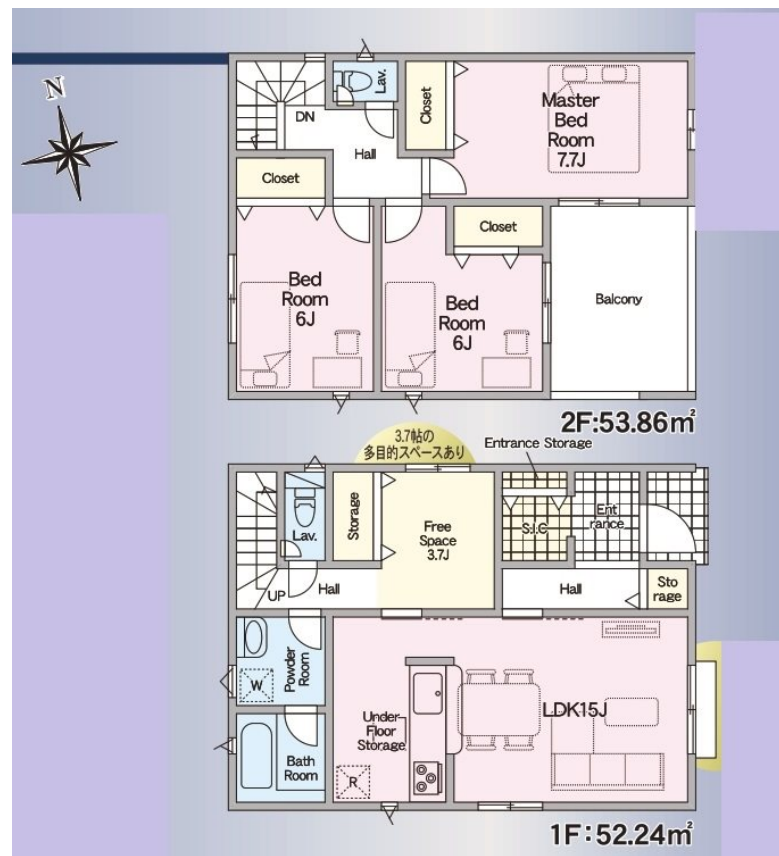 N
Lav.
DN
Hall
Closet
Master
Bed
Room
7.7J
Closet
Closet
Bed
Room
6J
Bed
Room
6J
Balcony
2F:53.86㎡
3.7帖の
多目的スペースあり
Entrance Storage
Lav.
Storage
Free
Space
3.7J
S.I.C
Ent
rance
UP
Hall
Hall
Sto
rage
Powder
Room
W
Under
Floor
Storage
LDK15J
Bath
Room
R
1F:52.24㎡